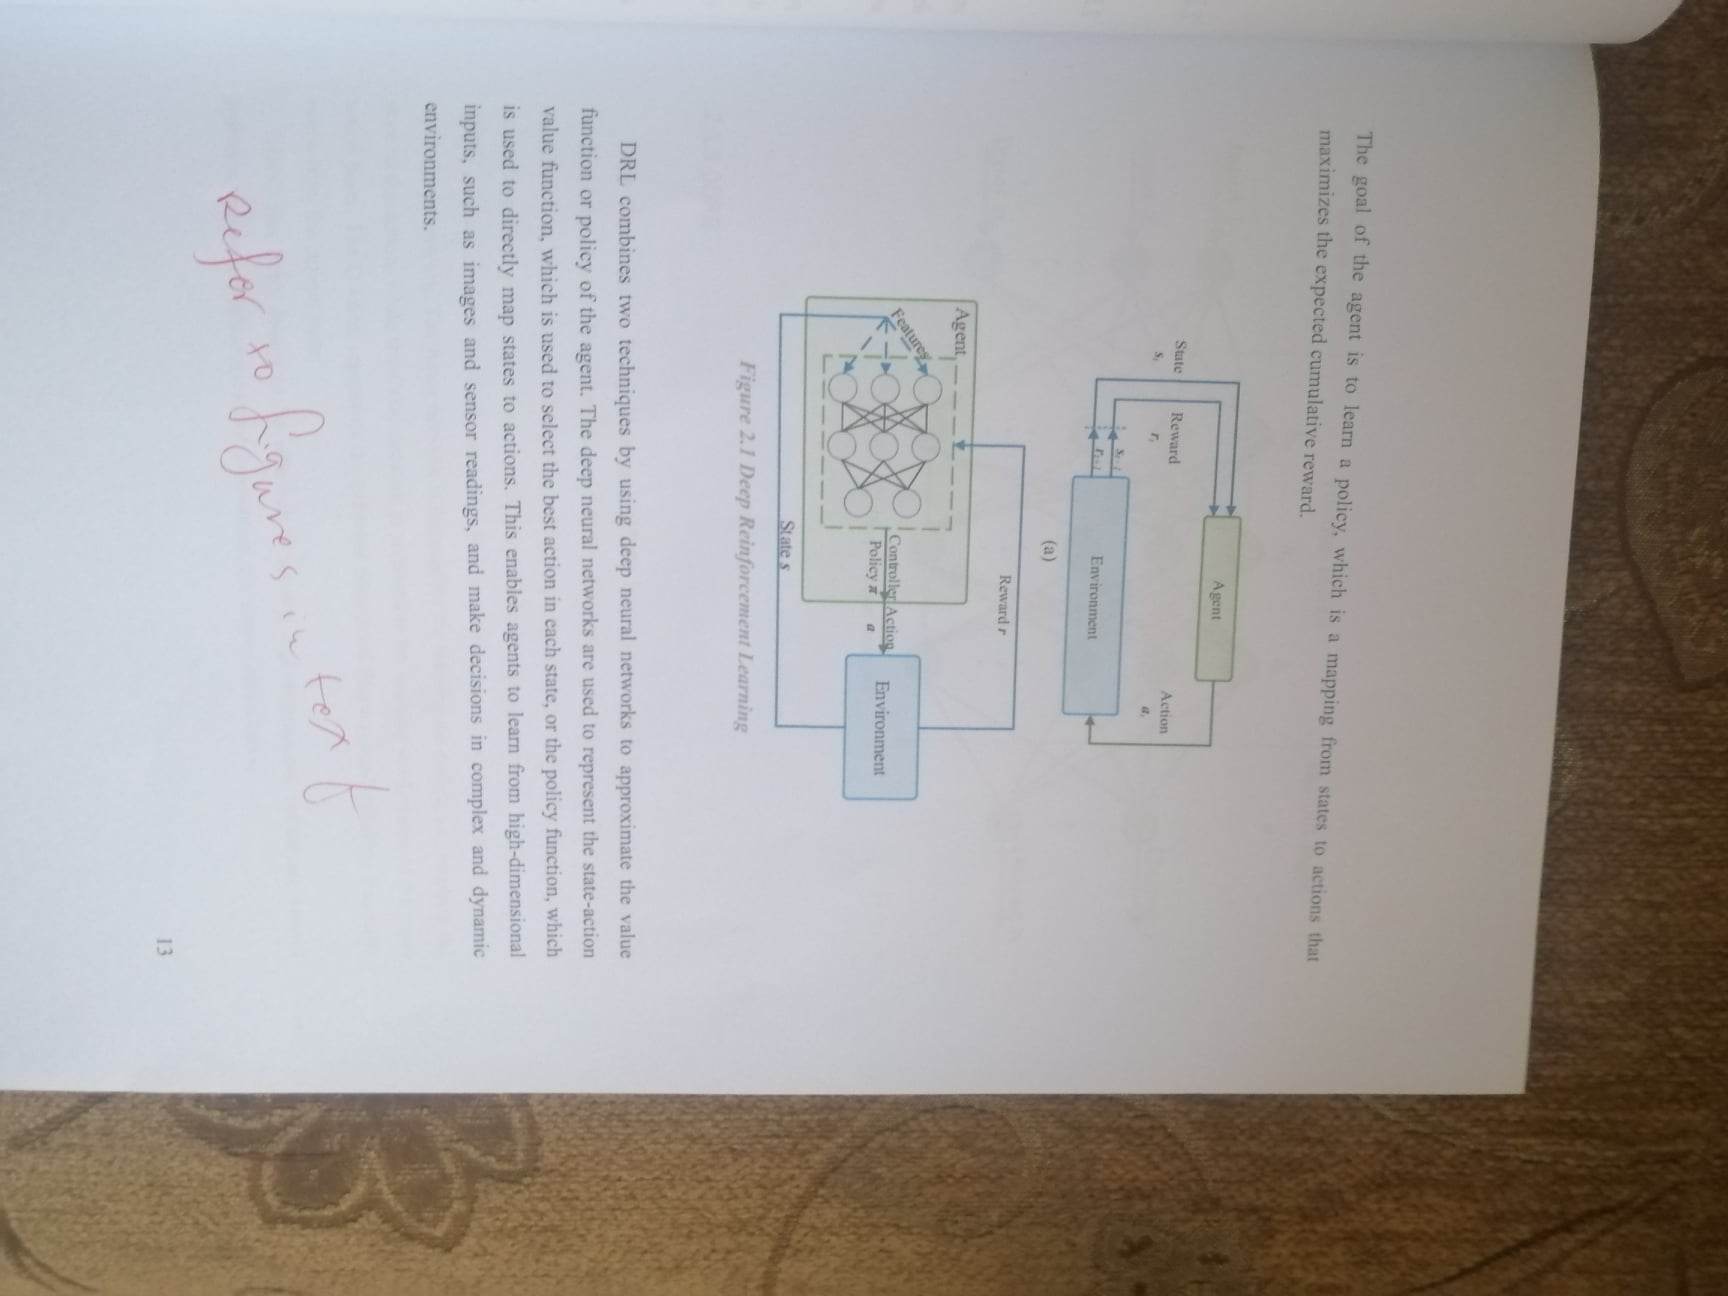 The goal of the agent is to learn a policy, which is a mapping from states to actions that
maximizes the expected cumulative reward.
Agent
State
sₜ
Reward
rₜ
Action
aₜ
rₜ₊₁
sₜ₊₁
Environment
(a)
Reward r
Agent
Features
Controller
Policy π
Action
a
Environment
State s
Figure 2.1 Deep Reinforcement Learning
DRL combines two techniques by using deep neural networks to approximate the value
function or policy of the agent. The deep neural networks are used to represent the state-action
value function, which is used to select the best action in each state, or the policy function, which
is used to directly map states to actions. This enables agents to learn from high-dimensional
inputs, such as images and sensor readings, and make decisions in complex and dynamic
environments.
Refer to figures in text
13